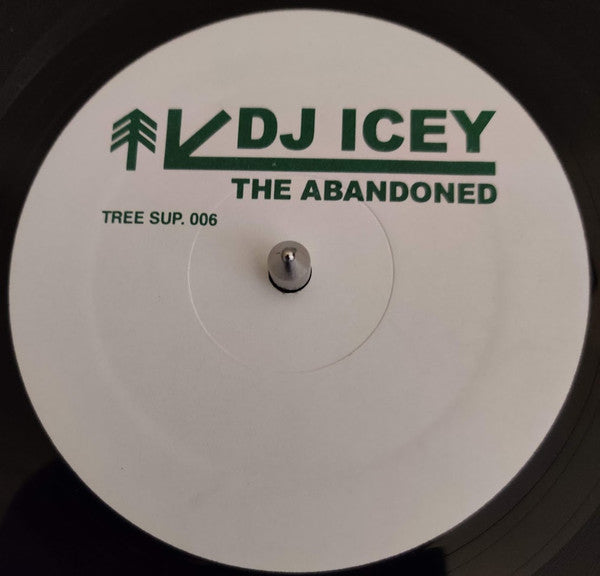 DJ ICEY
THE ABANDONED
TREE SUP. 006